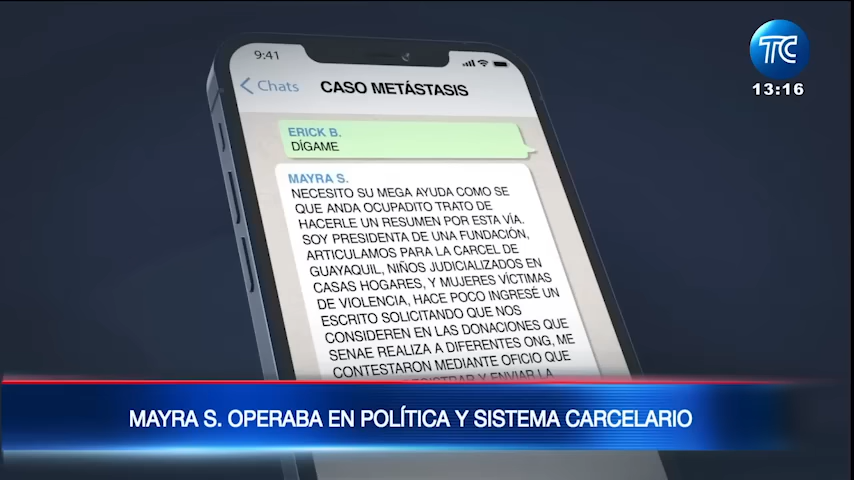 9:41
TC
13:16
Chats
CASO METÁSTASIS
ERICK B.
DÍGAME
MAYRA S.
NECESITO SU MEGA AYUDA COMO SE
QUE ANDA OCUPADITO TRATO DE
HACERLE UN RESUMEN POR ESTA VÍA.
SOY PRESIDENTA DE UNA FUNDACIÓN,
ARTICULAMOS PARA LA CARCEL DE
GUAYAQUIL, NIÑOS JUDICIALIZADOS EN
CASAS HOGARES, Y MUJERES VÍCTIMAS
DE VIOLENCIA, HACE POCO INGRESÉ UN
ESCRITO SOLICITANDO QUE NOS
CONSIDEREN EN LAS DONACIONES QUE
SENAE REALIZA A DIFERENTES ONG, ME
CONTESTARON MEDIANTE OFICIO QUE
REGISTRAR Y ENVIAR LA
MAYRA S. OPERABA EN POLÍTICA Y SISTEMA CARCELARIO